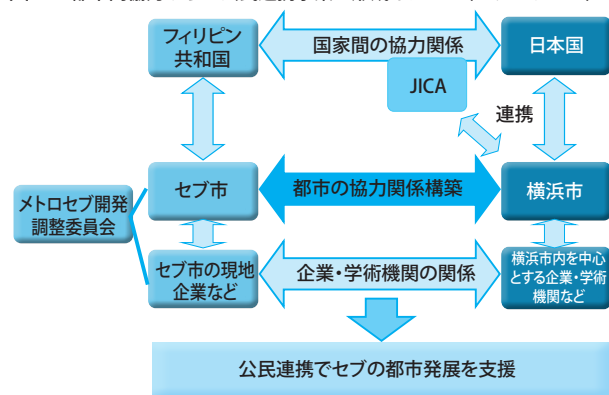 フィリピン
共和国
国家間の協力関係
日本国
JICA
連携
メトロセブ開発
調整委員会
セブ市
都市の協力関係構築
横浜市
セブ市の現地
企業など
企業・学術機関の関係
横浜市内を中心
とする企業・学術
機関など
公民連携でセブの都市発展を支援